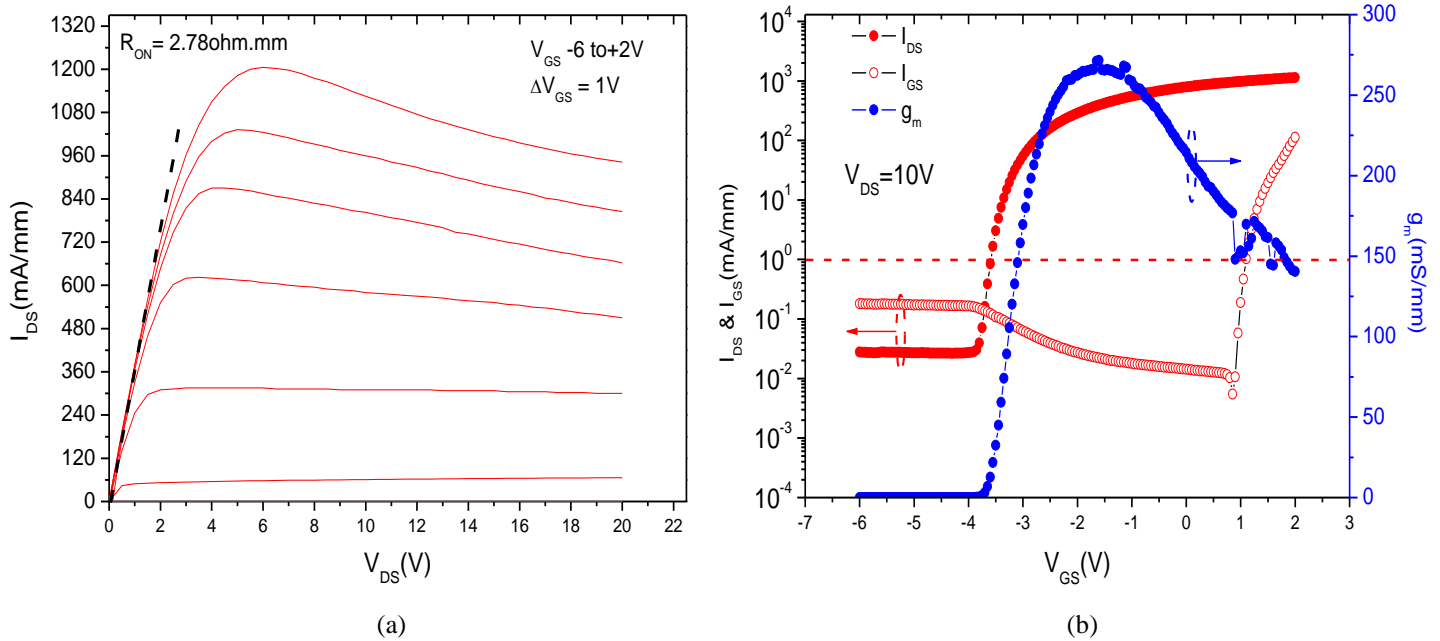 R_ON= 2.78ohm.mm
V_GS -6 to+2V
ΔV_GS = 1V
I_DS(mA/mm)
1320
1200
1080
960
840
720
600
480
360
240
120
0
0 2 4 6 8 10 12 14 16 18 20 22
V_DS(V)
(a)
I_DS
I_GS
g_m
V_DS=10V
I_DS & I_GS(mA/mm)
10^4
10^3
10^2
10^1
10^0
10^-1
10^-2
10^-3
10^-4
-7 -6 -5 -4 -3 -2 -1 0 1 2 3
V_GS(V)
300
250
200
150
100
50
0
g_m(mS/mm)
(b)